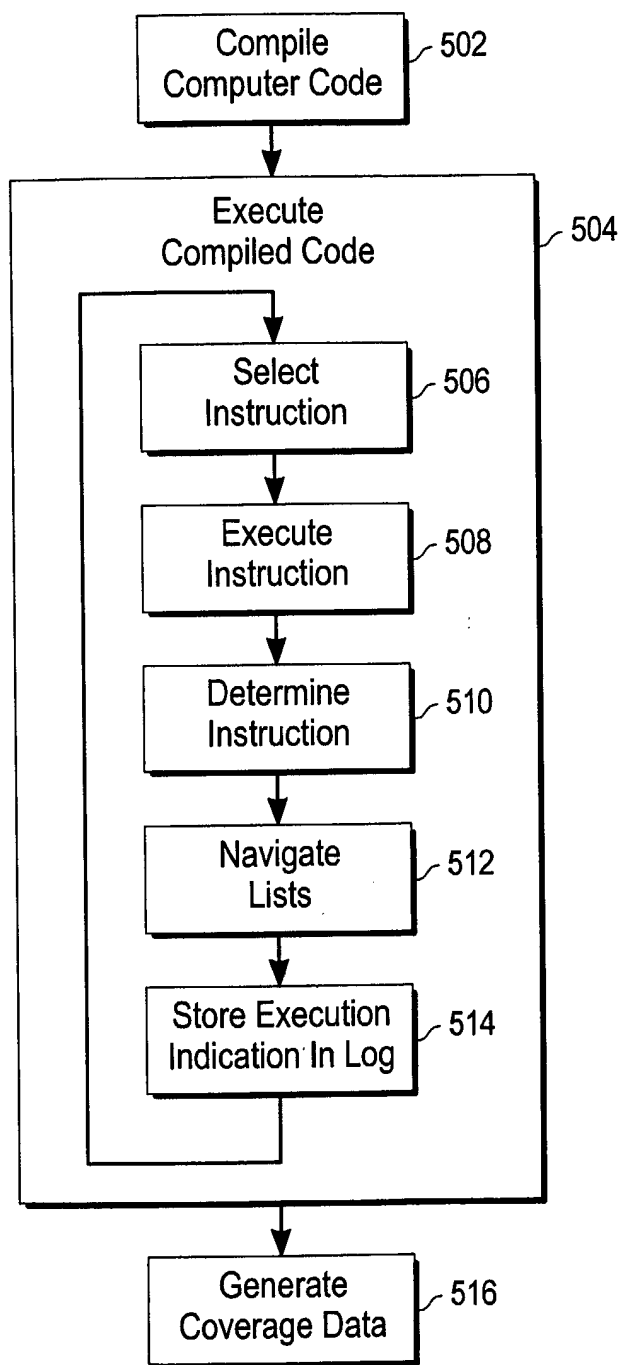 Compile
Computer Code
502
Execute
Compiled Code
504
Select
Instruction
506
Execute
Instruction
508
Determine
Instruction
510
Navigate
Lists
512
Store Execution
Indication In Log
514
Generate
Coverage Data
516